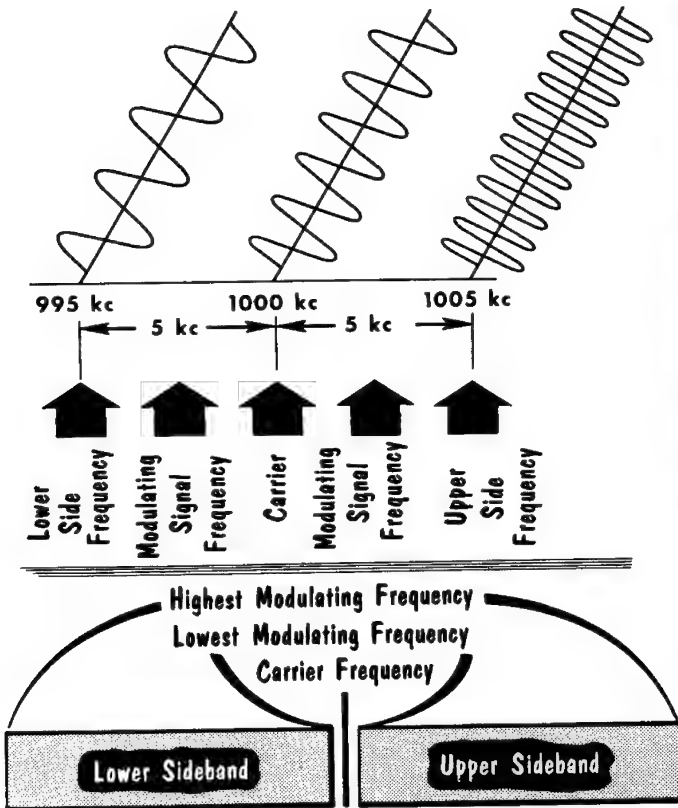 995 kc 1000 kc 1005 kc
5 kc 5 kc
Lower Side Frequency
Modulating Signal Frequency
Carrier
Modulating Signal Frequency
Upper Side Frequency
Highest Modulating Frequency
Lowest Modulating Frequency
Carrier Frequency
Lower Sideband Upper Sideband